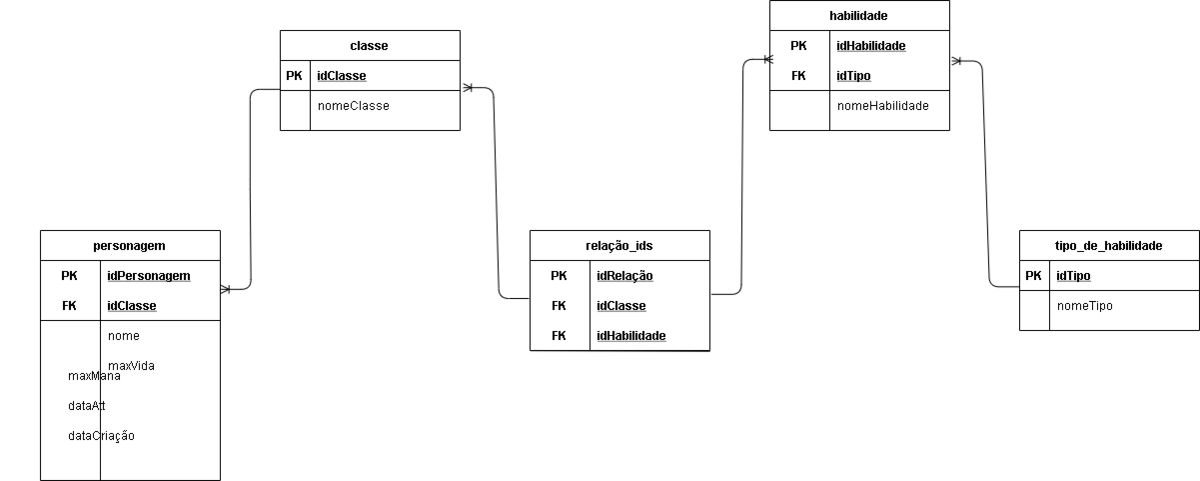 classe
PK idClasse
nomeClasse
habilidade
PK idHabilidade
FK idTipo
nomeHabilidade
personagem
PK idPersonagem
FK idClasse
nome
maxVida
maxMana
dataAtt
dataCriação
relação_ids
PK idRelação
FK idClasse
FK idHabilidade
tipo_de_habilidade
PK idTipo
nomeTipo